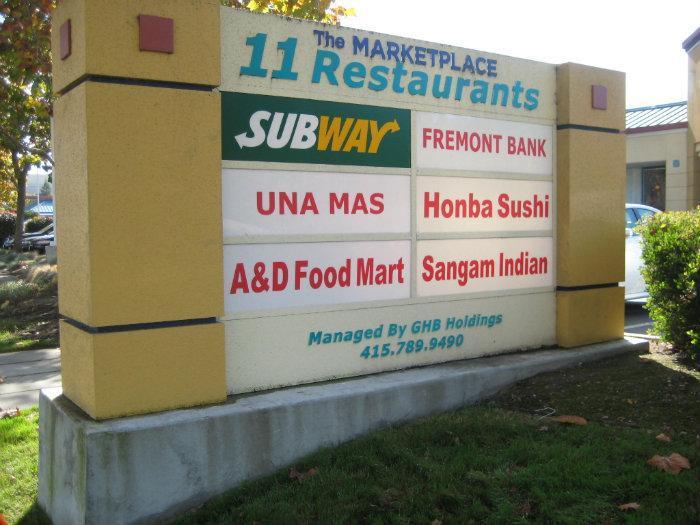 The MARKETPLACE
11 Restaurants
SUBWAY
FREMONT BANK
UNA MAS
Honba Sushi
A&D Food Mart
Sangam Indian
Managed By GHB Holdings
415.789.9490